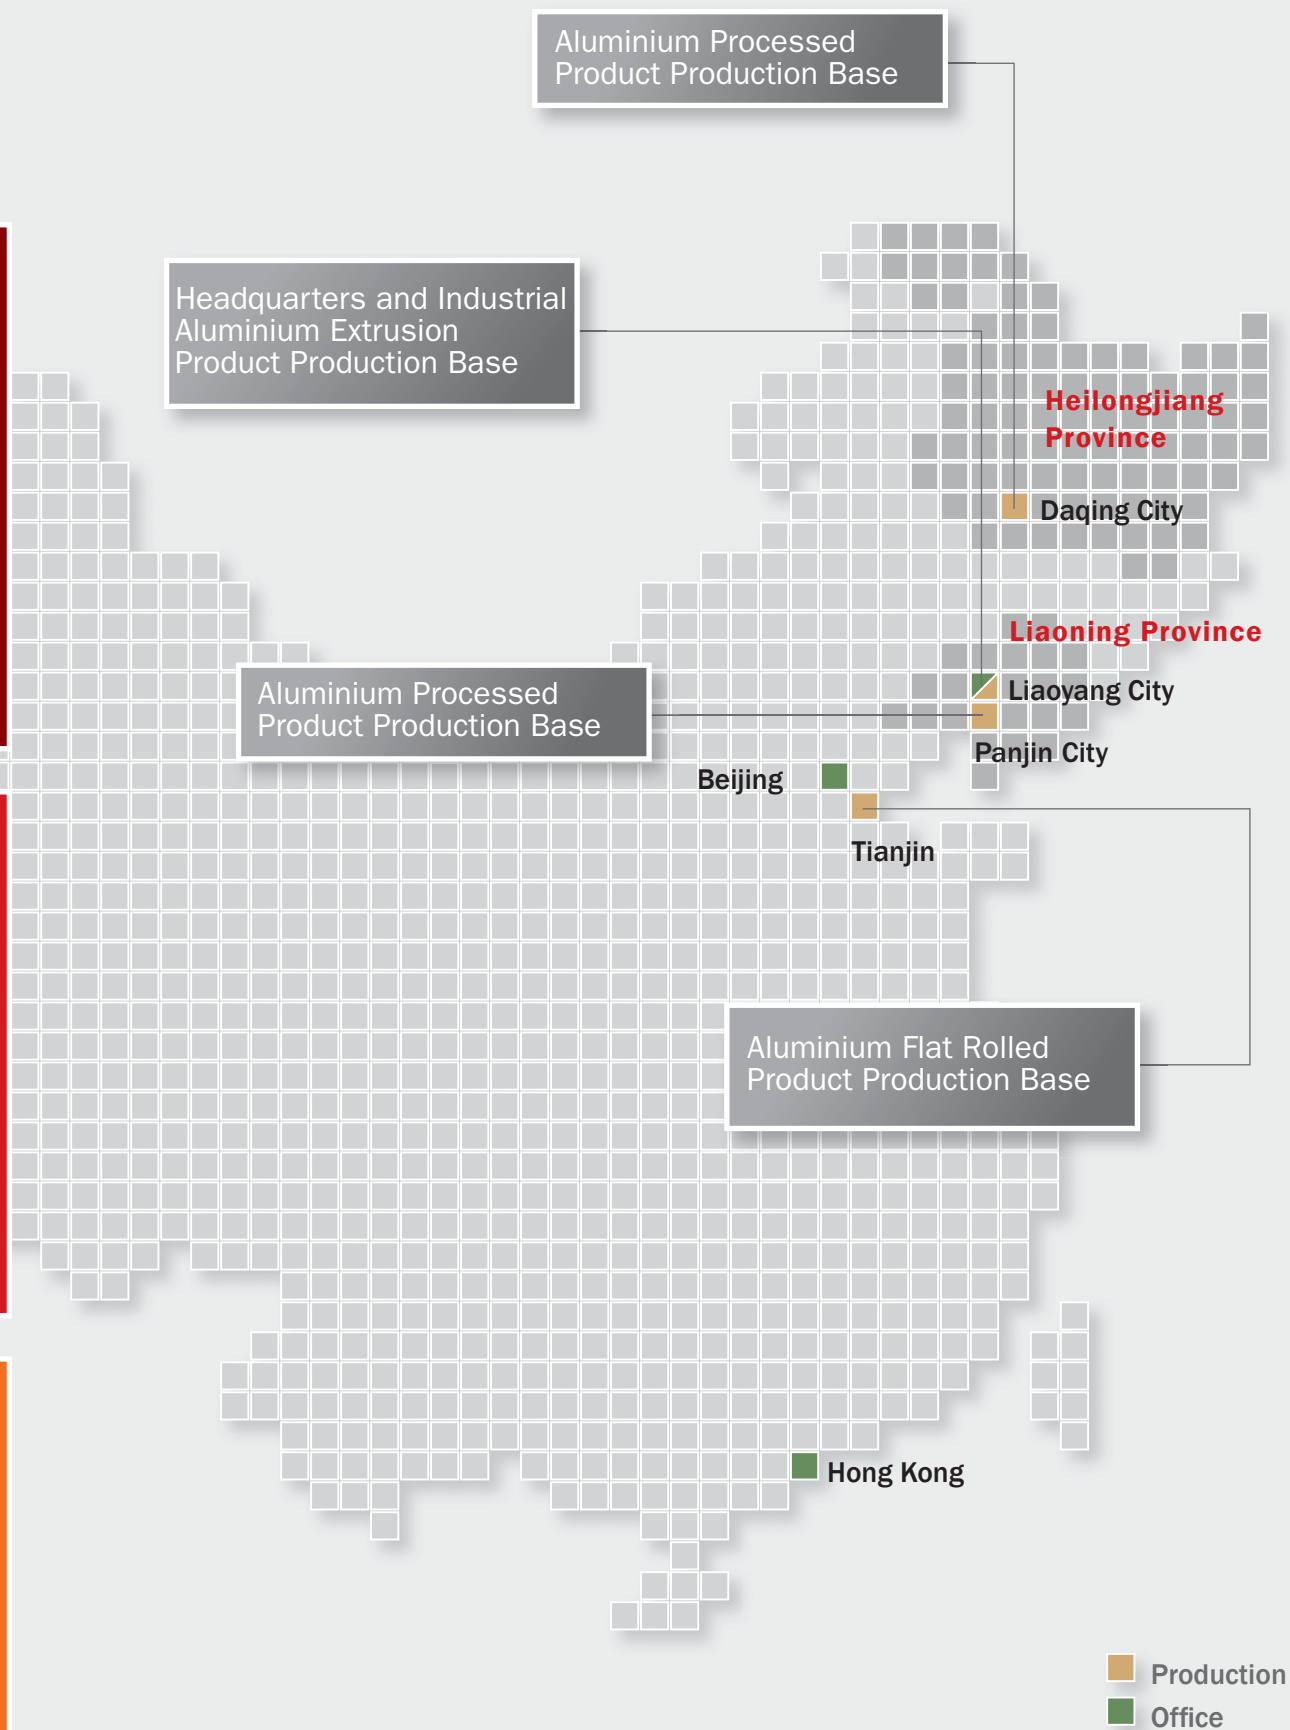 Aluminium Processed
Product Production Base
Headquarters and Industrial
Aluminium Extrusion
Product Production Base
Heilongjiang
Province
Daqing City
Liaoning Province
Aluminium Processed
Product Production Base
Liaoyang City
Panjin City
Beijing
Tianjin
Aluminium Flat Rolled
Product Production Base
Hong Kong
Production
Office